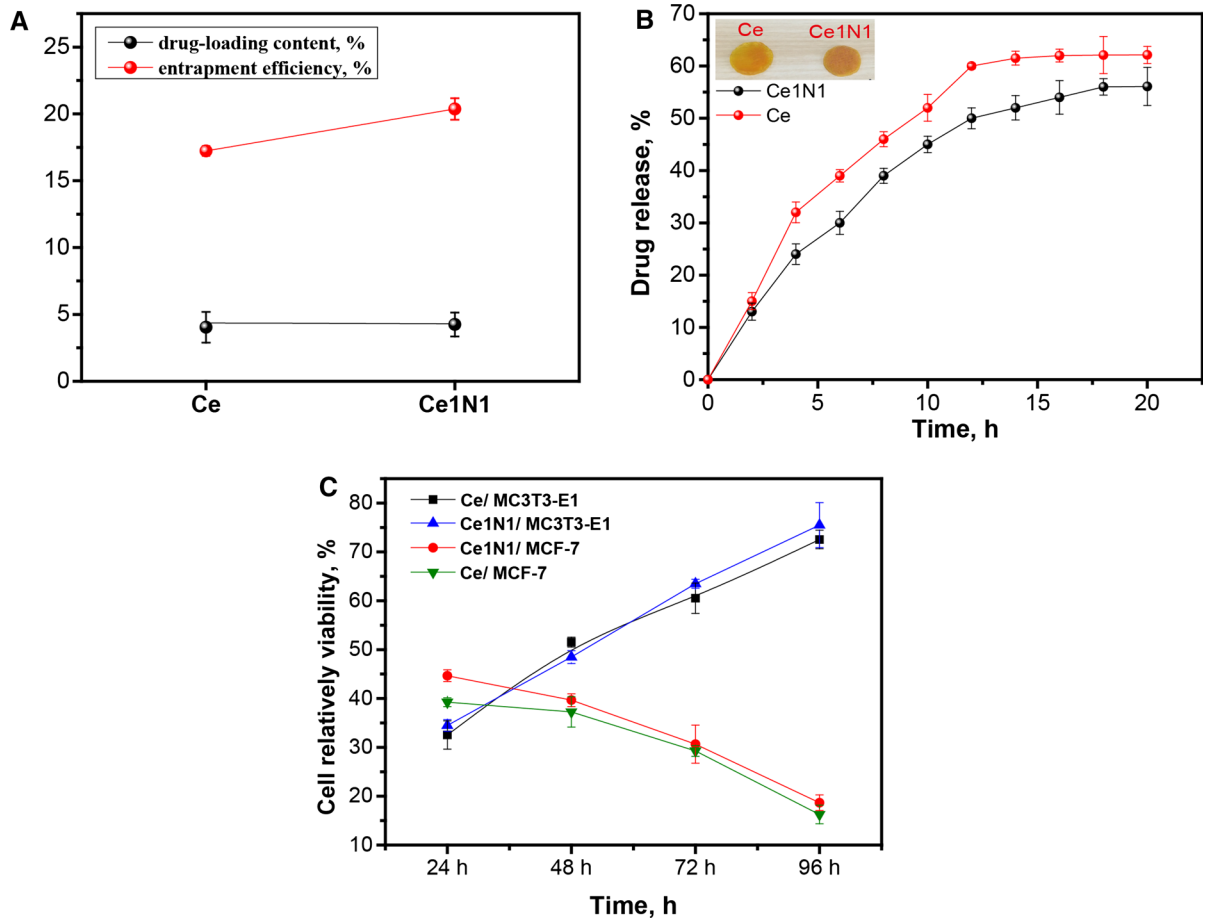 A
drug-loading content, %
entrapment efficiency, %
25
20
15
10
5
0
Ce
Ce1N1
B
Ce
Ce1N1
Ce1N1
Ce
Drug release, %
70
60
50
40
30
20
10
0
0
5
10
15
20
Time, h
C
Ce/ MC3T3-E1
Ce1N1/ MC3T3-E1
Ce1N1/ MCF-7
Ce/ MCF-7
Cell relatively viability, %
80
70
60
50
40
30
20
10
24 h
48 h
72 h
96 h
Time, h